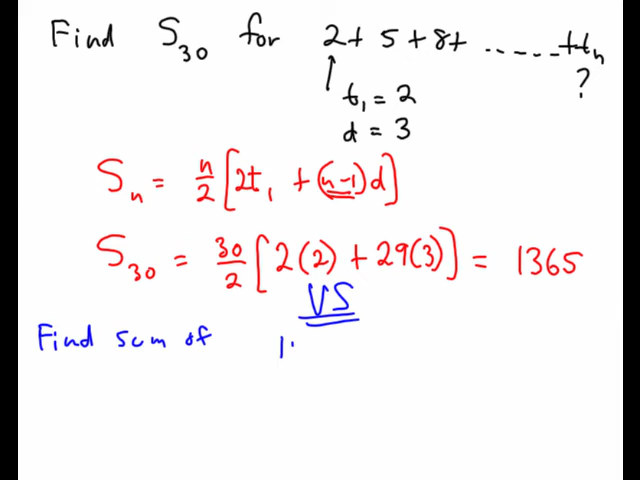 Find S₃₀ for 2 + 5 + 8 + ...... + tₙ
?
t₁ = 2
d = 3
Sₙ = n/2 [2t₁ + (n-1)d]
S₃₀ = 30/2 [2(2) + 29(3)] = 1365
VS
Find sum of